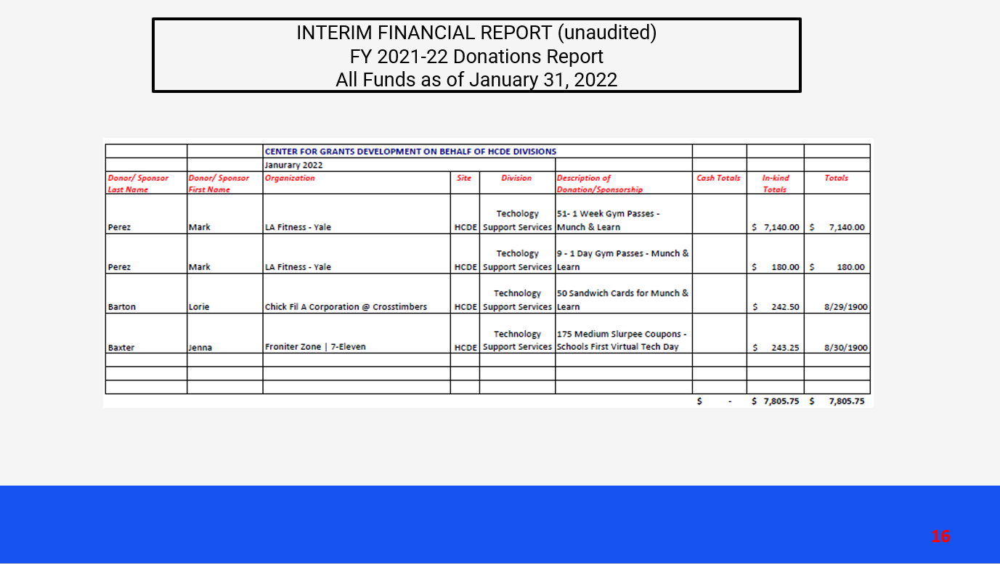 INTERIM FINANCIAL REPORT (unaudited)
FY 2021-22 Donations Report
All Funds as of January 31, 2022
CENTER FOR GRANTS DEVELOPMENT ON BEHALF OF HCDE DIVISIONS
Janurary 2022
Donor/ Sponsor Last Name Donor/ Sponsor First Name Organization Site Division Description of Donation/Sponsorship Cash Totals In-kind Totals Totals
Perez Mark LA Fitness - Yale HCDE Techology Support Services 51- 1 Week Gym Passes - Munch & Learn $ 7,140.00 $ 7,140.00
Perez Mark LA Fitness - Yale HCDE Techology Support Services 9 - 1 Day Gym Passes - Munch & Learn $ 180.00 $ 180.00
Barton Lorie Chick Fil A Corporation @ Crosstimbers HCDE Technology Support Services 50 Sandwich Cards for Munch & Learn $ 242.50 8/29/1900
Baxter Jenna Froniter Zone | 7-Eleven HCDE Technology Support Services 175 Medium Slurpee Coupons - Schools First Virtual Tech Day $ 243.25 8/30/1900
$ - $ 7,805.75 $ 7,805.75
16